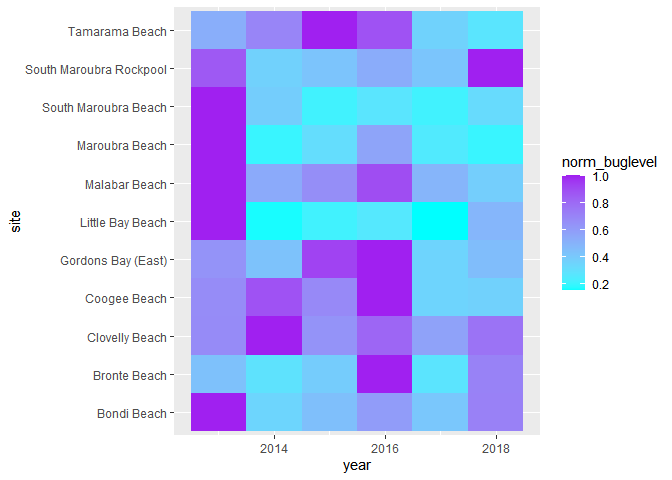 Tamarama Beach
South Maroubra Rockpool
South Maroubra Beach
Maroubra Beach
Malabar Beach
Little Bay Beach
Gordons Bay (East)
Coogee Beach
Clovelly Beach
Bronte Beach
Bondi Beach
site
2014 2016 2018
year
norm_buglevel
1.0
0.8
0.6
0.4
0.2